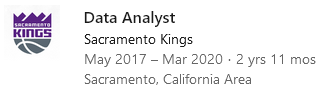 SACRAMENTO
KINGS
Data Analyst
Sacramento Kings
May 2017 – Mar 2020 · 2 yrs 11 mos
Sacramento, California Area